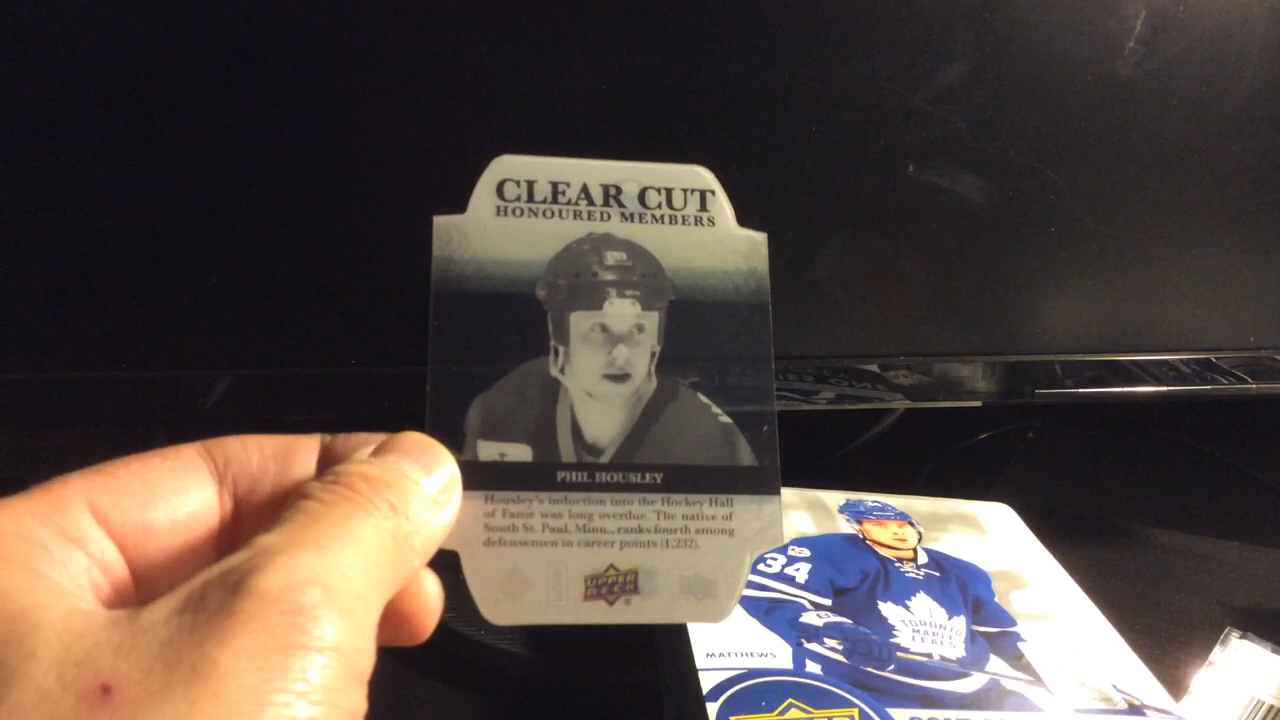 CLEAR CUT
HONOURED MEMBERS
PHIL HOUSLEY
Housley's induction into the Hockey Hall
of Fame was long overdue. The native of
South St. Paul, Minn., ranks fourth among
defensemen in career points (1,232).
UPPER
DECK
34
TORONTO
MAPLE
LEAFS
MATTHEWS